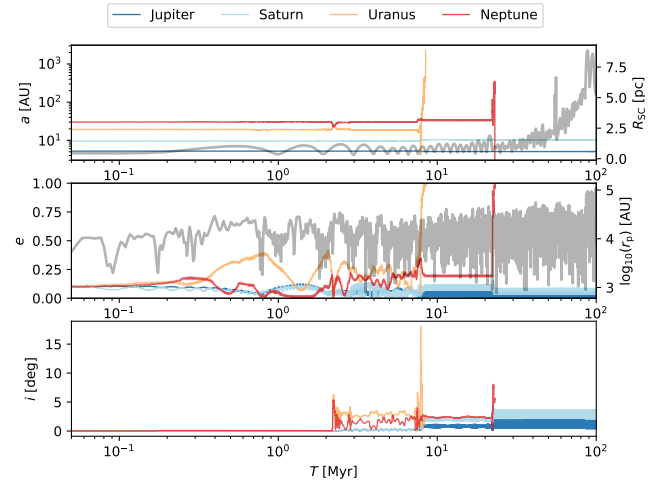 Jupiter Saturn Uranus Neptune
10³
10²
10¹
a [AU]
7.5
5.0
2.5
0.0
R_SC [pc]
10⁻¹ 10⁰ 10¹ 10²
1.00
0.75
0.50
0.25
0.00
e
5
4
3
log₁₀(r_p) [AU]
10⁻¹ 10⁰ 10¹ 10²
15
10
5
0
i [deg]
10⁻¹ 10⁰ 10¹ 10²
T [Myr]